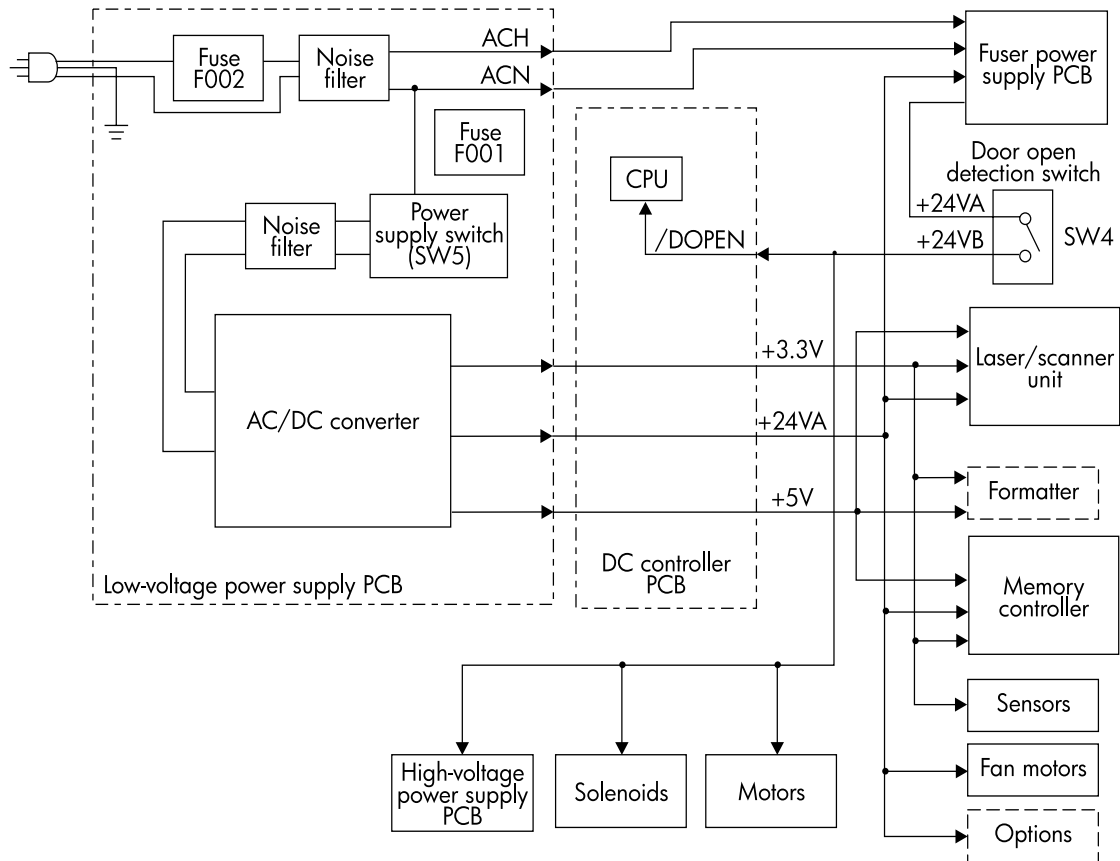 ACH
Fuse
F002
Noise
filter
ACN
Fuser power
supply PCB
Fuse
F001
Door open
detection switch
CPU
+24VA
Noise
filter
Power
supply switch
(SW5)
/DOPEN
+24VB
SW4
+3.3V
Laser/scanner
unit
AC/DC converter
+24VA
+5V
Formatter
Low-voltage power supply PCB
DC controller
PCB
Memory
controller
Sensors
High-voltage
power supply
PCB
Solenoids
Motors
Fan motors
Options